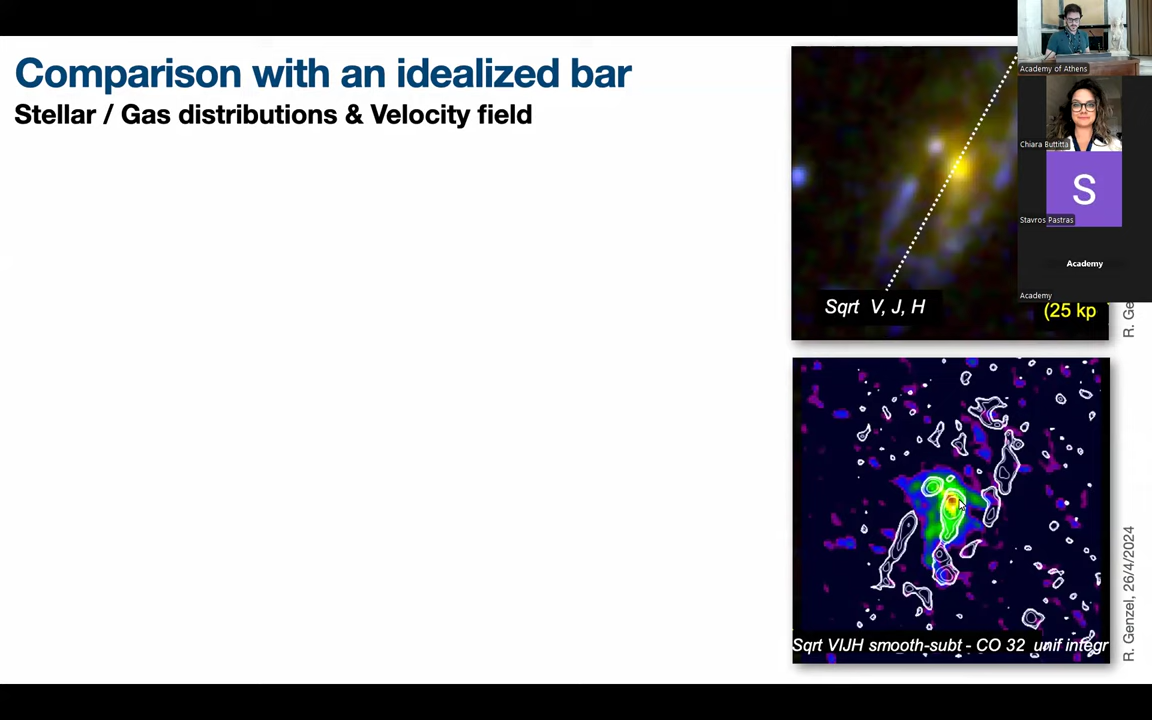 Comparison with an idealized bar
Stellar / Gas distributions & Velocity field
Sqrt V, J, H
(25 kp
R. Ge
Sqrt VIJH smooth-subt - CO 32 unif integr
R. Genzel, 26/4/2024
Academy of Athens
Chiara Buttitta
S
Stavros Pastras
Academy
Academy